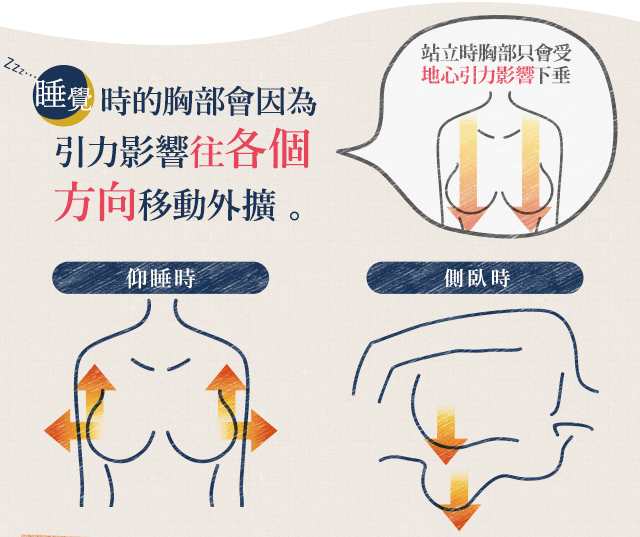 站立時胸部只會受
地心引力影響下垂
Zzz...
睡覺時的胸部會因為
引力影響往各個
方向移動外擴。
仰睡時
側臥時